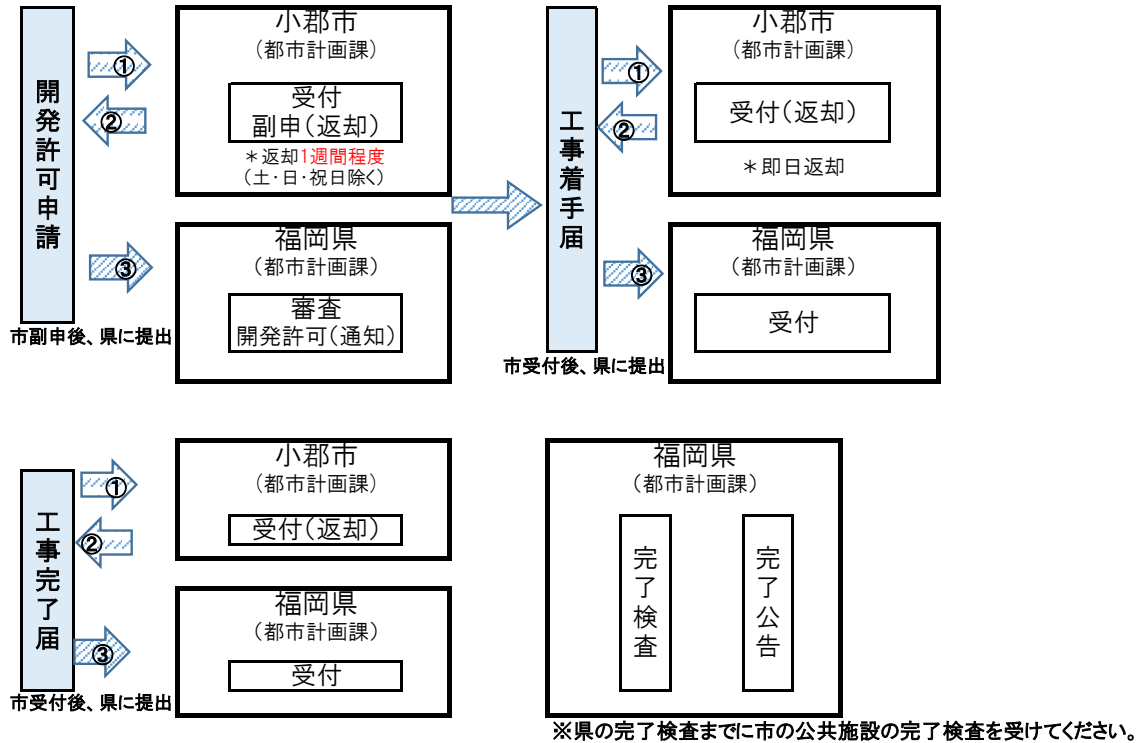 開発許可申請
①
②
③
市副申後、県に提出
小郡市
(都市計画課)
受付
副申(返却)
＊返却1週間程度
(土・日・祝日除く)
福岡県
(都市計画課)
審査
開発許可(通知)
工事着手届
①
②
③
市受付後、県に提出
小郡市
(都市計画課)
受付(返却)
＊即日返却
福岡県
(都市計画課)
受付
工事完了届
①
②
③
市受付後、県に提出
小郡市
(都市計画課)
受付(返却)
福岡県
(都市計画課)
受付
福岡県
(都市計画課)
完了検査
完了公告
※県の完了検査までに市の公共施設の完了検査を受けてください。